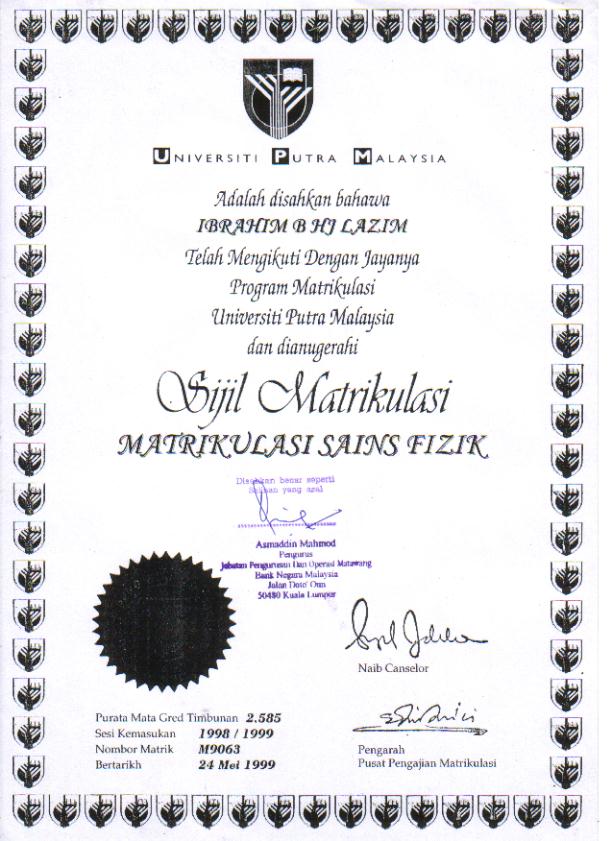 UNIVERSITI PUTRA MALAYSIA
Adalah disahkan bahawa
IBRAHIM B HJ LAZIM
Telah Mengikuti Dengan Jayanya
Program Matrikulasi
Universiti Putra Malaysia
dan dianugerahi
Sijil Matrikulasi
MATRIKULASI SAINS FIZIK
Disahkan benar seperti
Salinan yang asal
Asmaddin Mahmod
Pengurus
Jabatan Pengurusan Dan Operasi Matawang
Bank Negara Malaysia
Jalan Dato' Onn
50480 Kuala Lumpur
Naib Canselor
Purata Mata Gred Timbunan 2.585
Sesi Kemasukan 1998 / 1999
Nombor Matrik M9063
Bertarikh 24 Mei 1999
Pengarah
Pusat Pengajian Matrikulasi